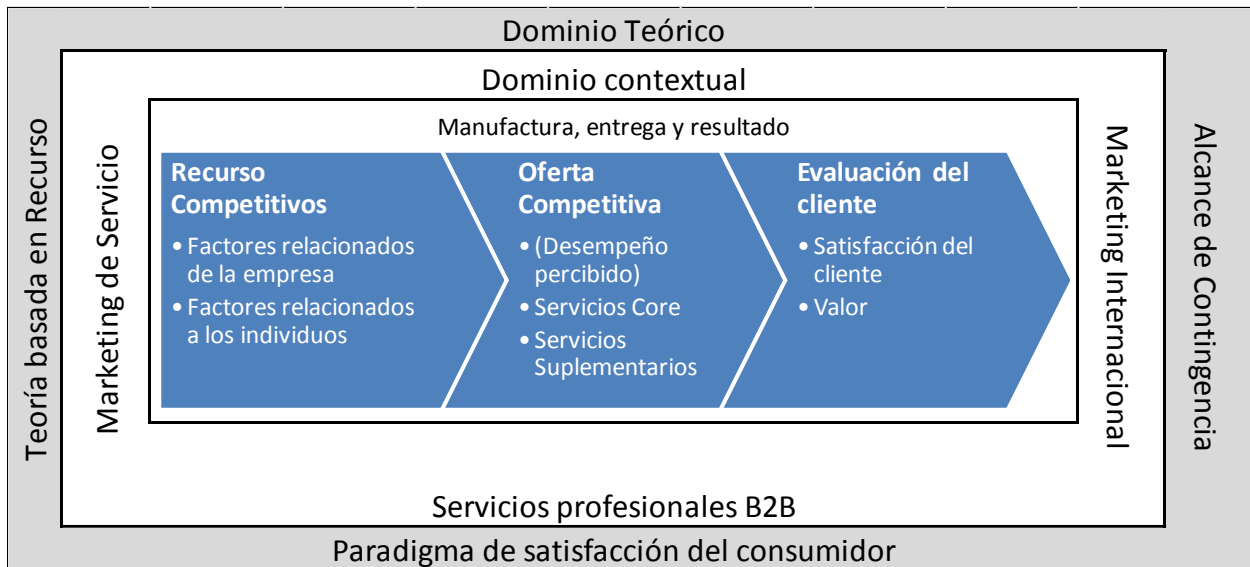 Dominio Teórico
Dominio contextual
Manufactura, entrega y resultado
Teoría basada en Recurso
Marketing de Servicio
Recurso
Competitivos
• Factores relacionados
de la empresa
• Factores relacionados
a los individuos
Oferta
Competitiva
• (Desempeño
percibido)
• Servicios Core
• Servicios
Suplementarios
Evaluación del
cliente
• Satisfacción del
cliente
• Valor
Marketing Internacional
Alcance de Contingencia
Servicios profesionales B2B
Paradigma de satisfacción del consumidor